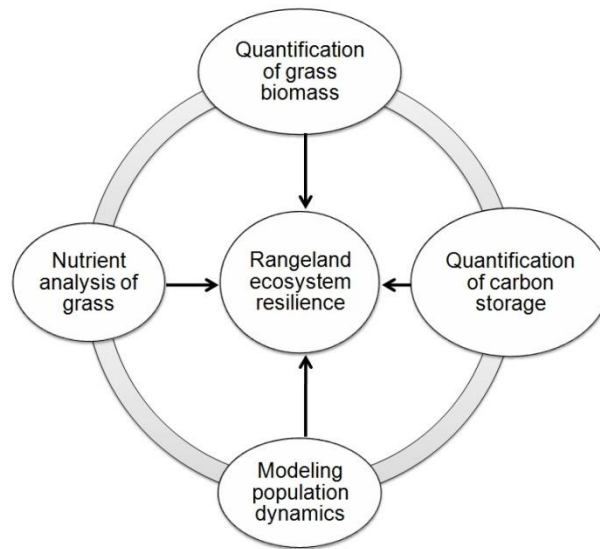 Quantification
of grass
biomass
Nutrient
analysis of
grass
Rangeland
ecosystem
resilience
Quantification
of carbon
storage
Modeling
population
dynamics